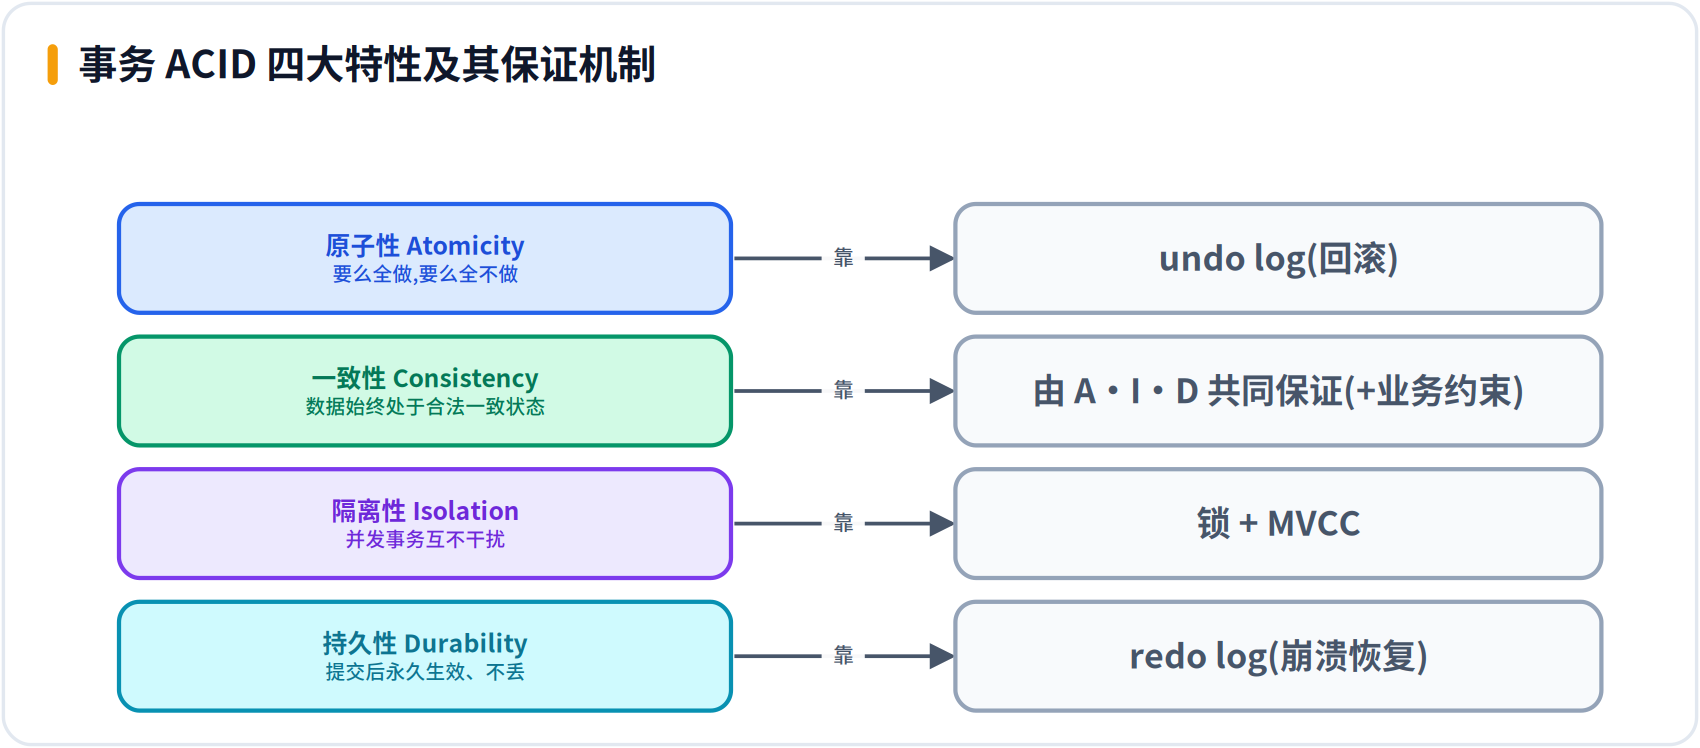 事务 ACID 四大特性及其保证机制
原子性 Atomicity
要么全做,要么全不做
靠
undo log(回滚)
一致性 Consistency
数据始终处于合法一致状态
靠
由 A·I·D 共同保证(+业务约束)
隔离性 Isolation
并发事务互不干扰
靠
锁 + MVCC
持久性 Durability
提交后永久生效、不丢
靠
redo log(崩溃恢复)